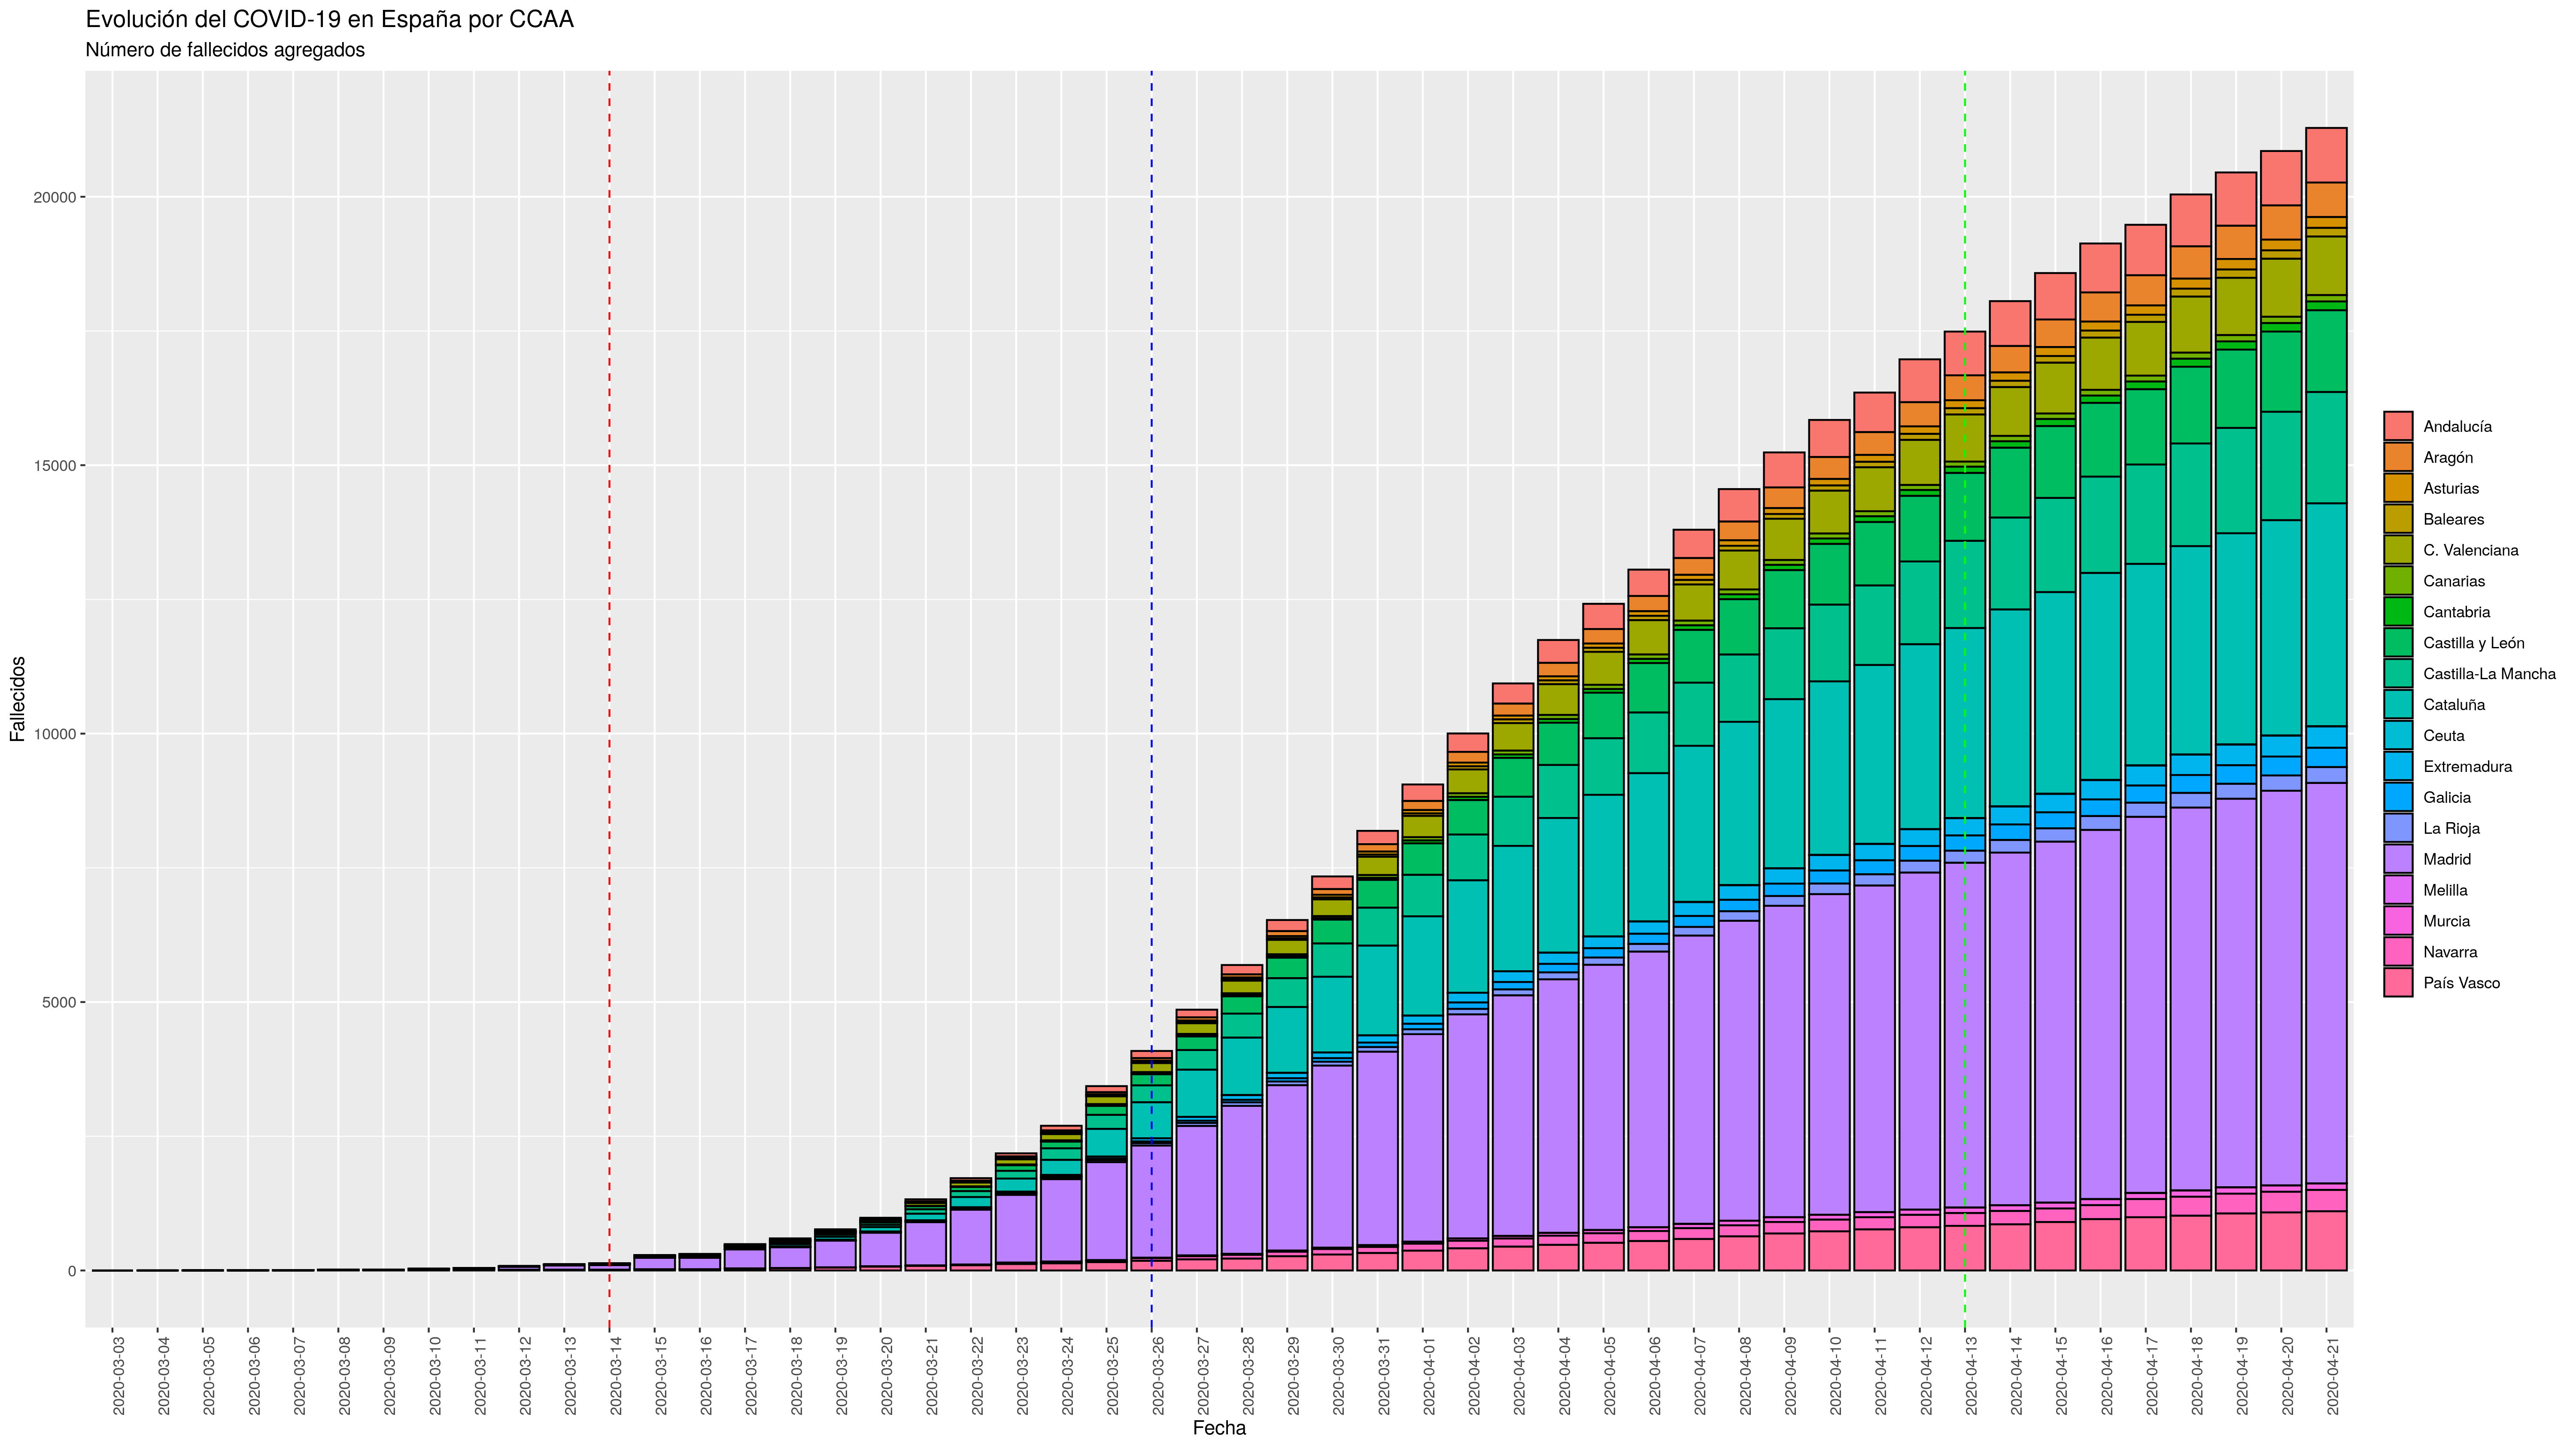 Evolución del COVID-19 en España por CCAA
Número de fallecidos agregados
Fallecidos
20000
15000
10000
5000
0
2020-03-03
2020-03-04
2020-03-05
2020-03-06
2020-03-07
2020-03-08
2020-03-09
2020-03-10
2020-03-11
2020-03-12
2020-03-13
2020-03-14
2020-03-15
2020-03-16
2020-03-17
2020-03-18
2020-03-19
2020-03-20
2020-03-21
2020-03-22
2020-03-23
2020-03-24
2020-03-25
2020-03-26
2020-03-27
2020-03-28
2020-03-29
2020-03-30
2020-03-31
2020-04-01
2020-04-02
2020-04-03
2020-04-04
2020-04-05
2020-04-06
2020-04-07
2020-04-08
2020-04-09
2020-04-10
2020-04-11
2020-04-12
2020-04-13
2020-04-14
2020-04-15
2020-04-16
2020-04-17
2020-04-18
2020-04-19
2020-04-20
2020-04-21
Fecha
Andalucía
Aragón
Asturias
Baleares
C. Valenciana
Canarias
Cantabria
Castilla y León
Castilla-La Mancha
Cataluña
Ceuta
Extremadura
Galicia
La Rioja
Madrid
Melilla
Murcia
Navarra
País Vasco